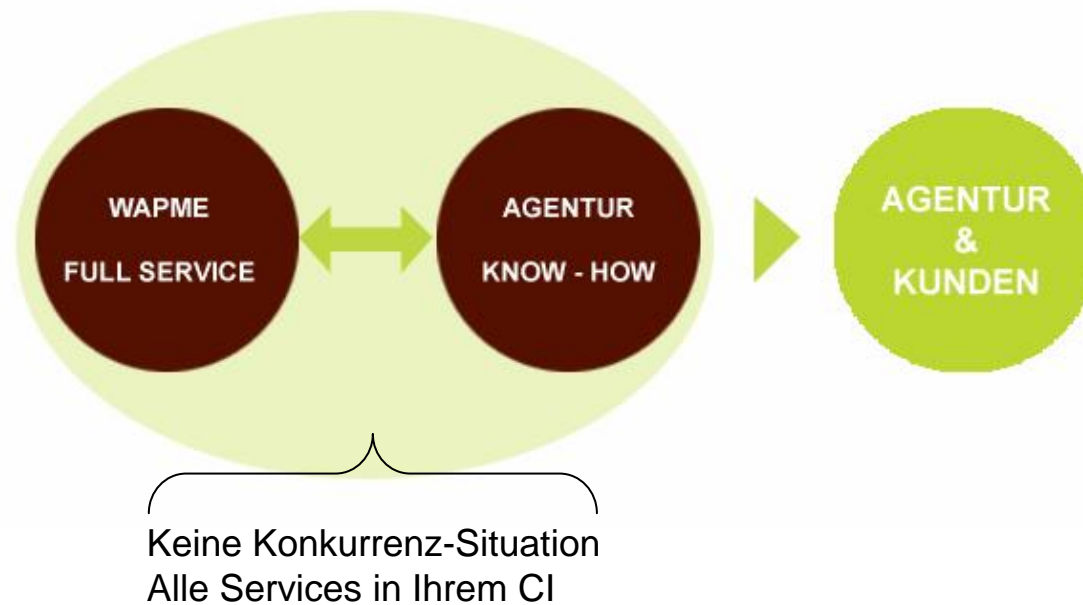 WAPME
FULL SERVICE
AGENTUR
KNOW - HOW
AGENTUR
&
KUNDEN
Keine Konkurrenz-Situation
Alle Services in Ihrem CI